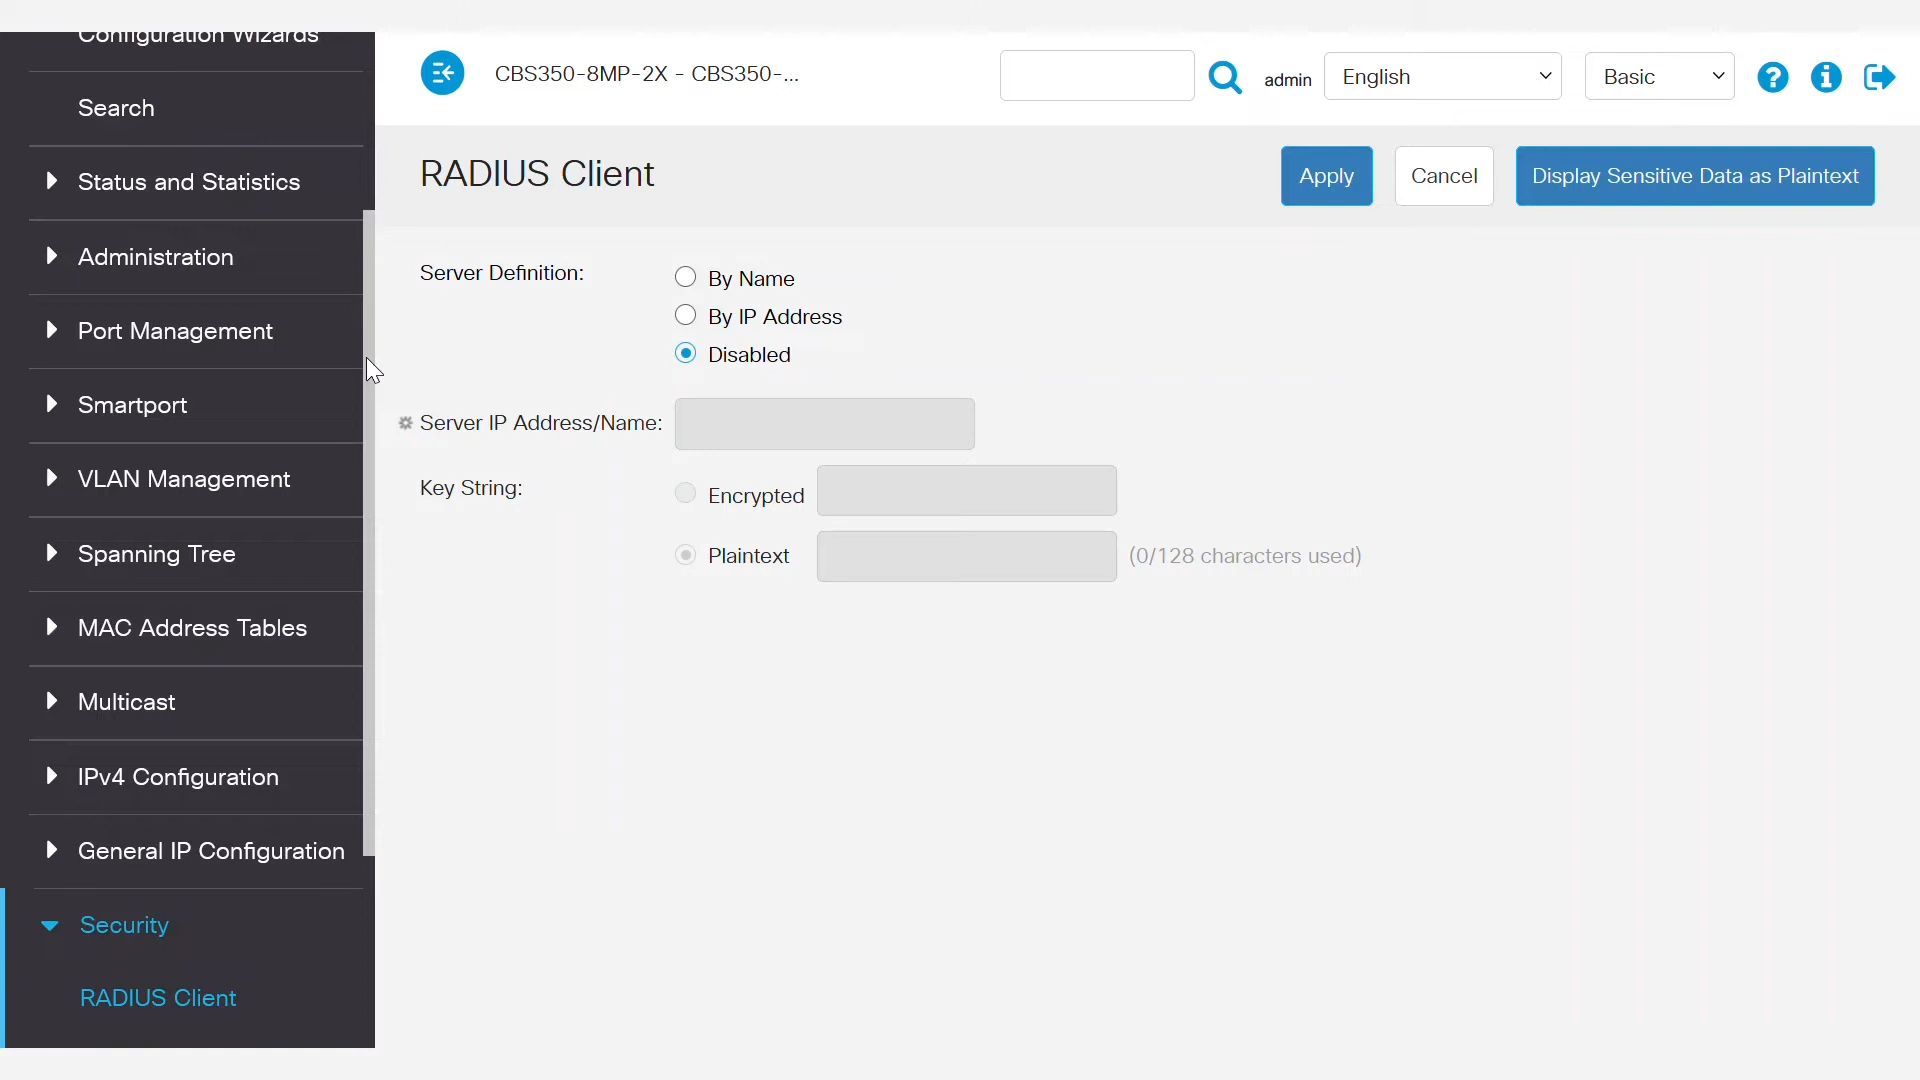 Configuration Wizards
Search
Status and Statistics
Administration
Port Management
Smartport
VLAN Management
Spanning Tree
MAC Address Tables
Multicast
IPv4 Configuration
General IP Configuration
Security
RADIUS Client
CBS350-8MP-2X - CBS350-...
admin
English
Basic
RADIUS Client
Apply
Cancel
Display Sensitive Data as Plaintext
Server Definition:
By Name
By IP Address
Disabled
Server IP Address/Name:
Key String:
Encrypted
Plaintext
(0/128 characters used)